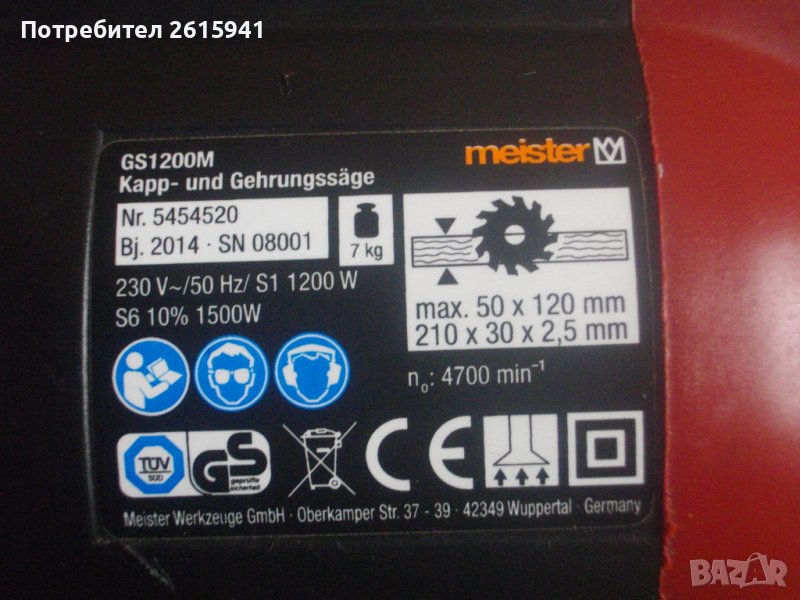 Потребител 2615941
GS1200M
meister
Kapp- und Gehrungssäge
Nr. 5454520
Bj. 2014 · SN 08001
7 kg
230 V~/50 Hz/ S1 1200 W
S6 10% 1500W
max. 50 x 120 mm
210 x 30 x 2,5 mm
n₀: 4700 min⁻¹
TÜV
SÜD
GS
geprüfte
sicherheit
CE
Meister Werkzeuge GmbH · Oberkamper Str. 37 - 39 · 42349 Wuppertal · Germany
BAZAR